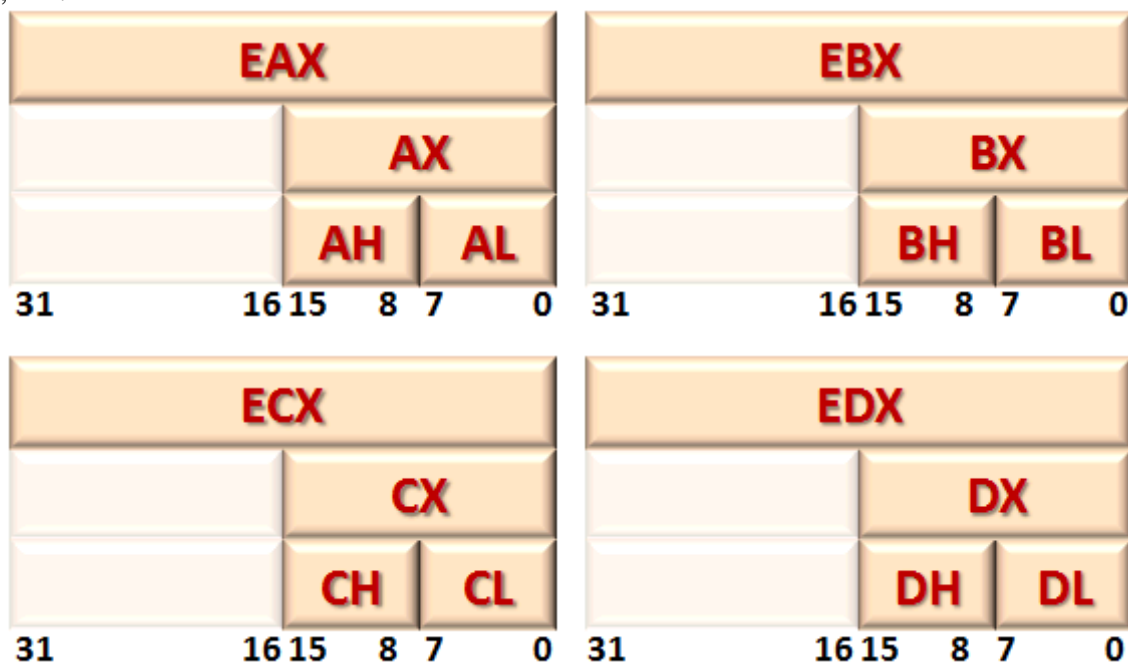 EAX
AX
AH AL
31 16 15 8 7 0
EBX
BX
BH BL
31 16 15 8 7 0
ECX
CX
CH CL
31 16 15 8 7 0
EDX
DX
DH DL
31 16 15 8 7 0